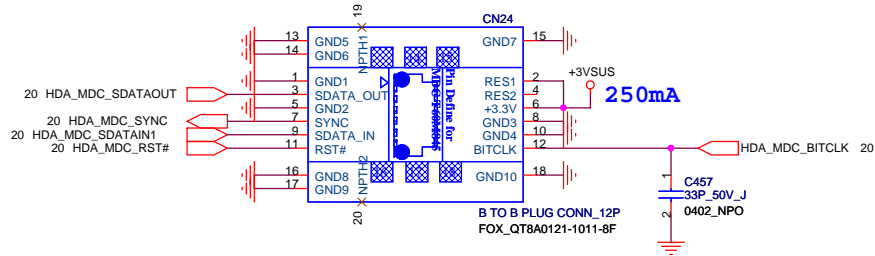 CN24
19
NPTH1
13 GND5
14 GND6
GND7 15
1 GND1
3 SDATA_OUT
5 GND2
7 SYNC
9 SDATA_IN
11 RST#
RES1 2
RES2 4
+3.3V 6
GND3 8
GND4 10
BITCLK 12
Pin Define for
16 GND8
17 GND9
GND10 18
NPTH2
20
20 HDA_MDC_SDATAOUT
20 HDA_MDC_SYNC
20 HDA_MDC_SDATAIN1
20 HDA_MDC_RST#
+3VSUS
250mA
HDA_MDC_BITCLK 20
1
C457
33P_50V_J
2
0402_NPO
B TO B PLUG CONN_12P
FOX_QT8A0121-1011-8F